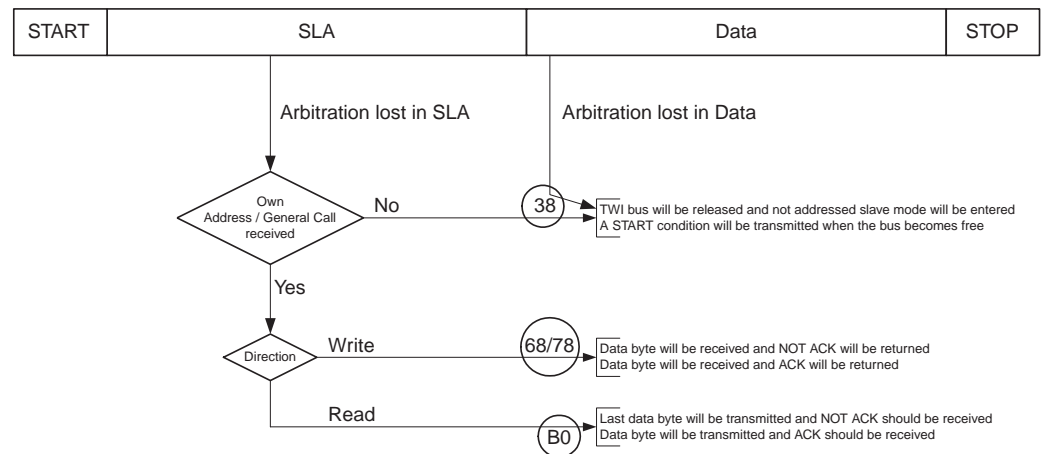 START
SLA
Data
STOP
Arbitration lost in SLA
Arbitration lost in Data
Own
Address / General Call
received
No
38
TWI bus will be released and not addressed slave mode will be entered
A START condition will be transmitted when the bus becomes free
Yes
Direction
Write
68/78
Data byte will be received and NOT ACK will be returned
Data byte will be received and ACK will be returned
Read
B0
Last data byte will be transmitted and NOT ACK should be received
Data byte will be transmitted and ACK should be received